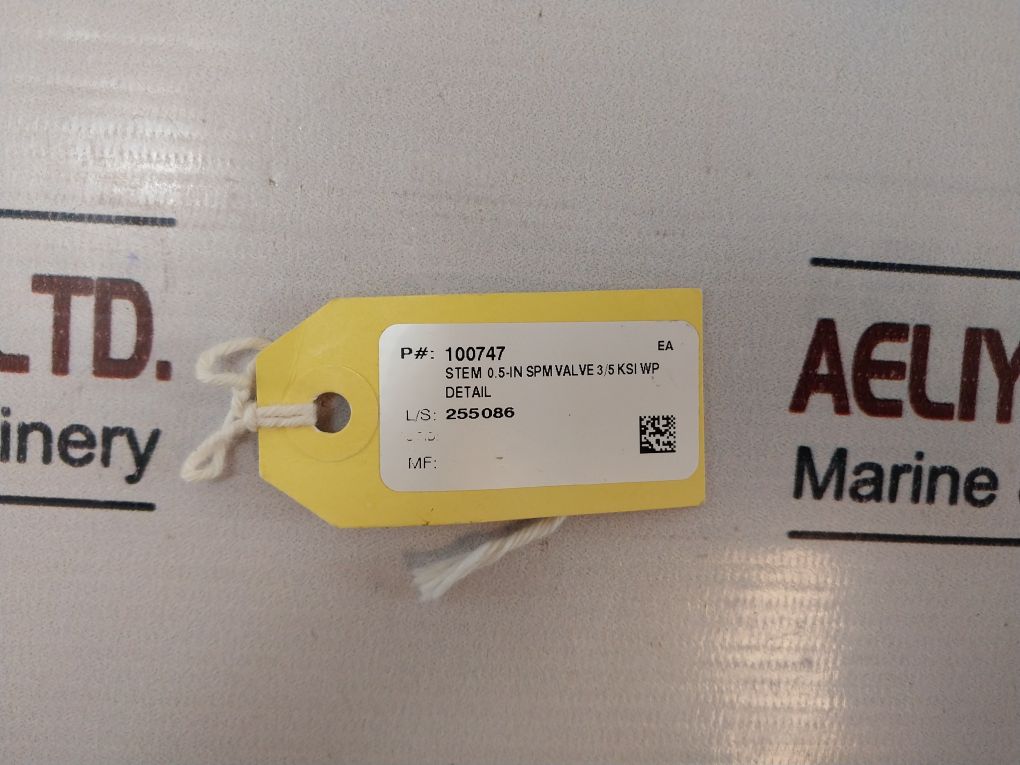 LTD.
inery
P#: 100747 EA
STEM 0.5-IN SPM VALVE 3/5 KSI WP
DETAIL
L/S: 255086
MF:
AELIY
Marine